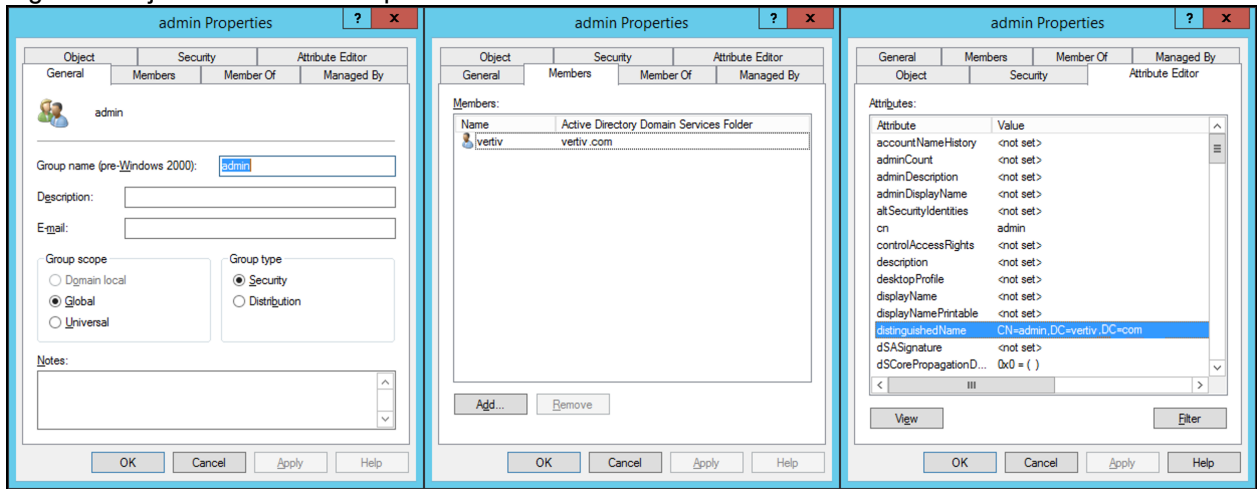 admin Properties
? x
Object Security Attribute Editor
General Members Member Of Managed By
admin
Group name (pre-Windows 2000): admin
Description:
E-mail:
Group scope
Domain local
Global
Universal
Group type
Security
Distribution
Notes:
OK Cancel Apply Help
admin Properties
? x
Object Security Attribute Editor
General Members Member Of Managed By
Members:
Name Active Directory Domain Services Folder
vertiv vertiv .com
Add... Remove
OK Cancel Apply Help
admin Properties
? x
General Members Member Of Managed By
Object Security Attribute Editor
Attributes:
Attribute Value
accountNameHistory <not set>
adminCount <not set>
adminDescription <not set>
adminDisplayName <not set>
altSecurityIdentities <not set>
cn admin
controlAccessRights <not set>
description <not set>
desktopProfile <not set>
displayName <not set>
displayNamePrintable <not set>
distinguishedName CN=admin,DC=vertiv ,DC=com
dSASignature <not set>
dSCorePropagationD... 0x0 = ( )
View Filter
OK Cancel Apply Help